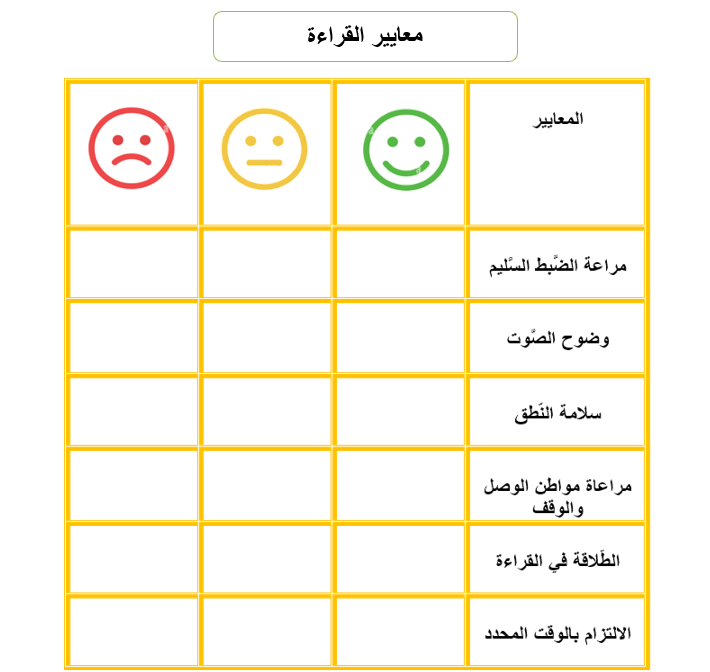 معايير القراءة
المعايير
مراعة الضَّبط السَّليم
وضوح الصَّوت
سلامة النّطق
مراعاة مواطن الوصل
والوقف
الطّلاقة في القراءة
الالتزام بالوقت المحدد